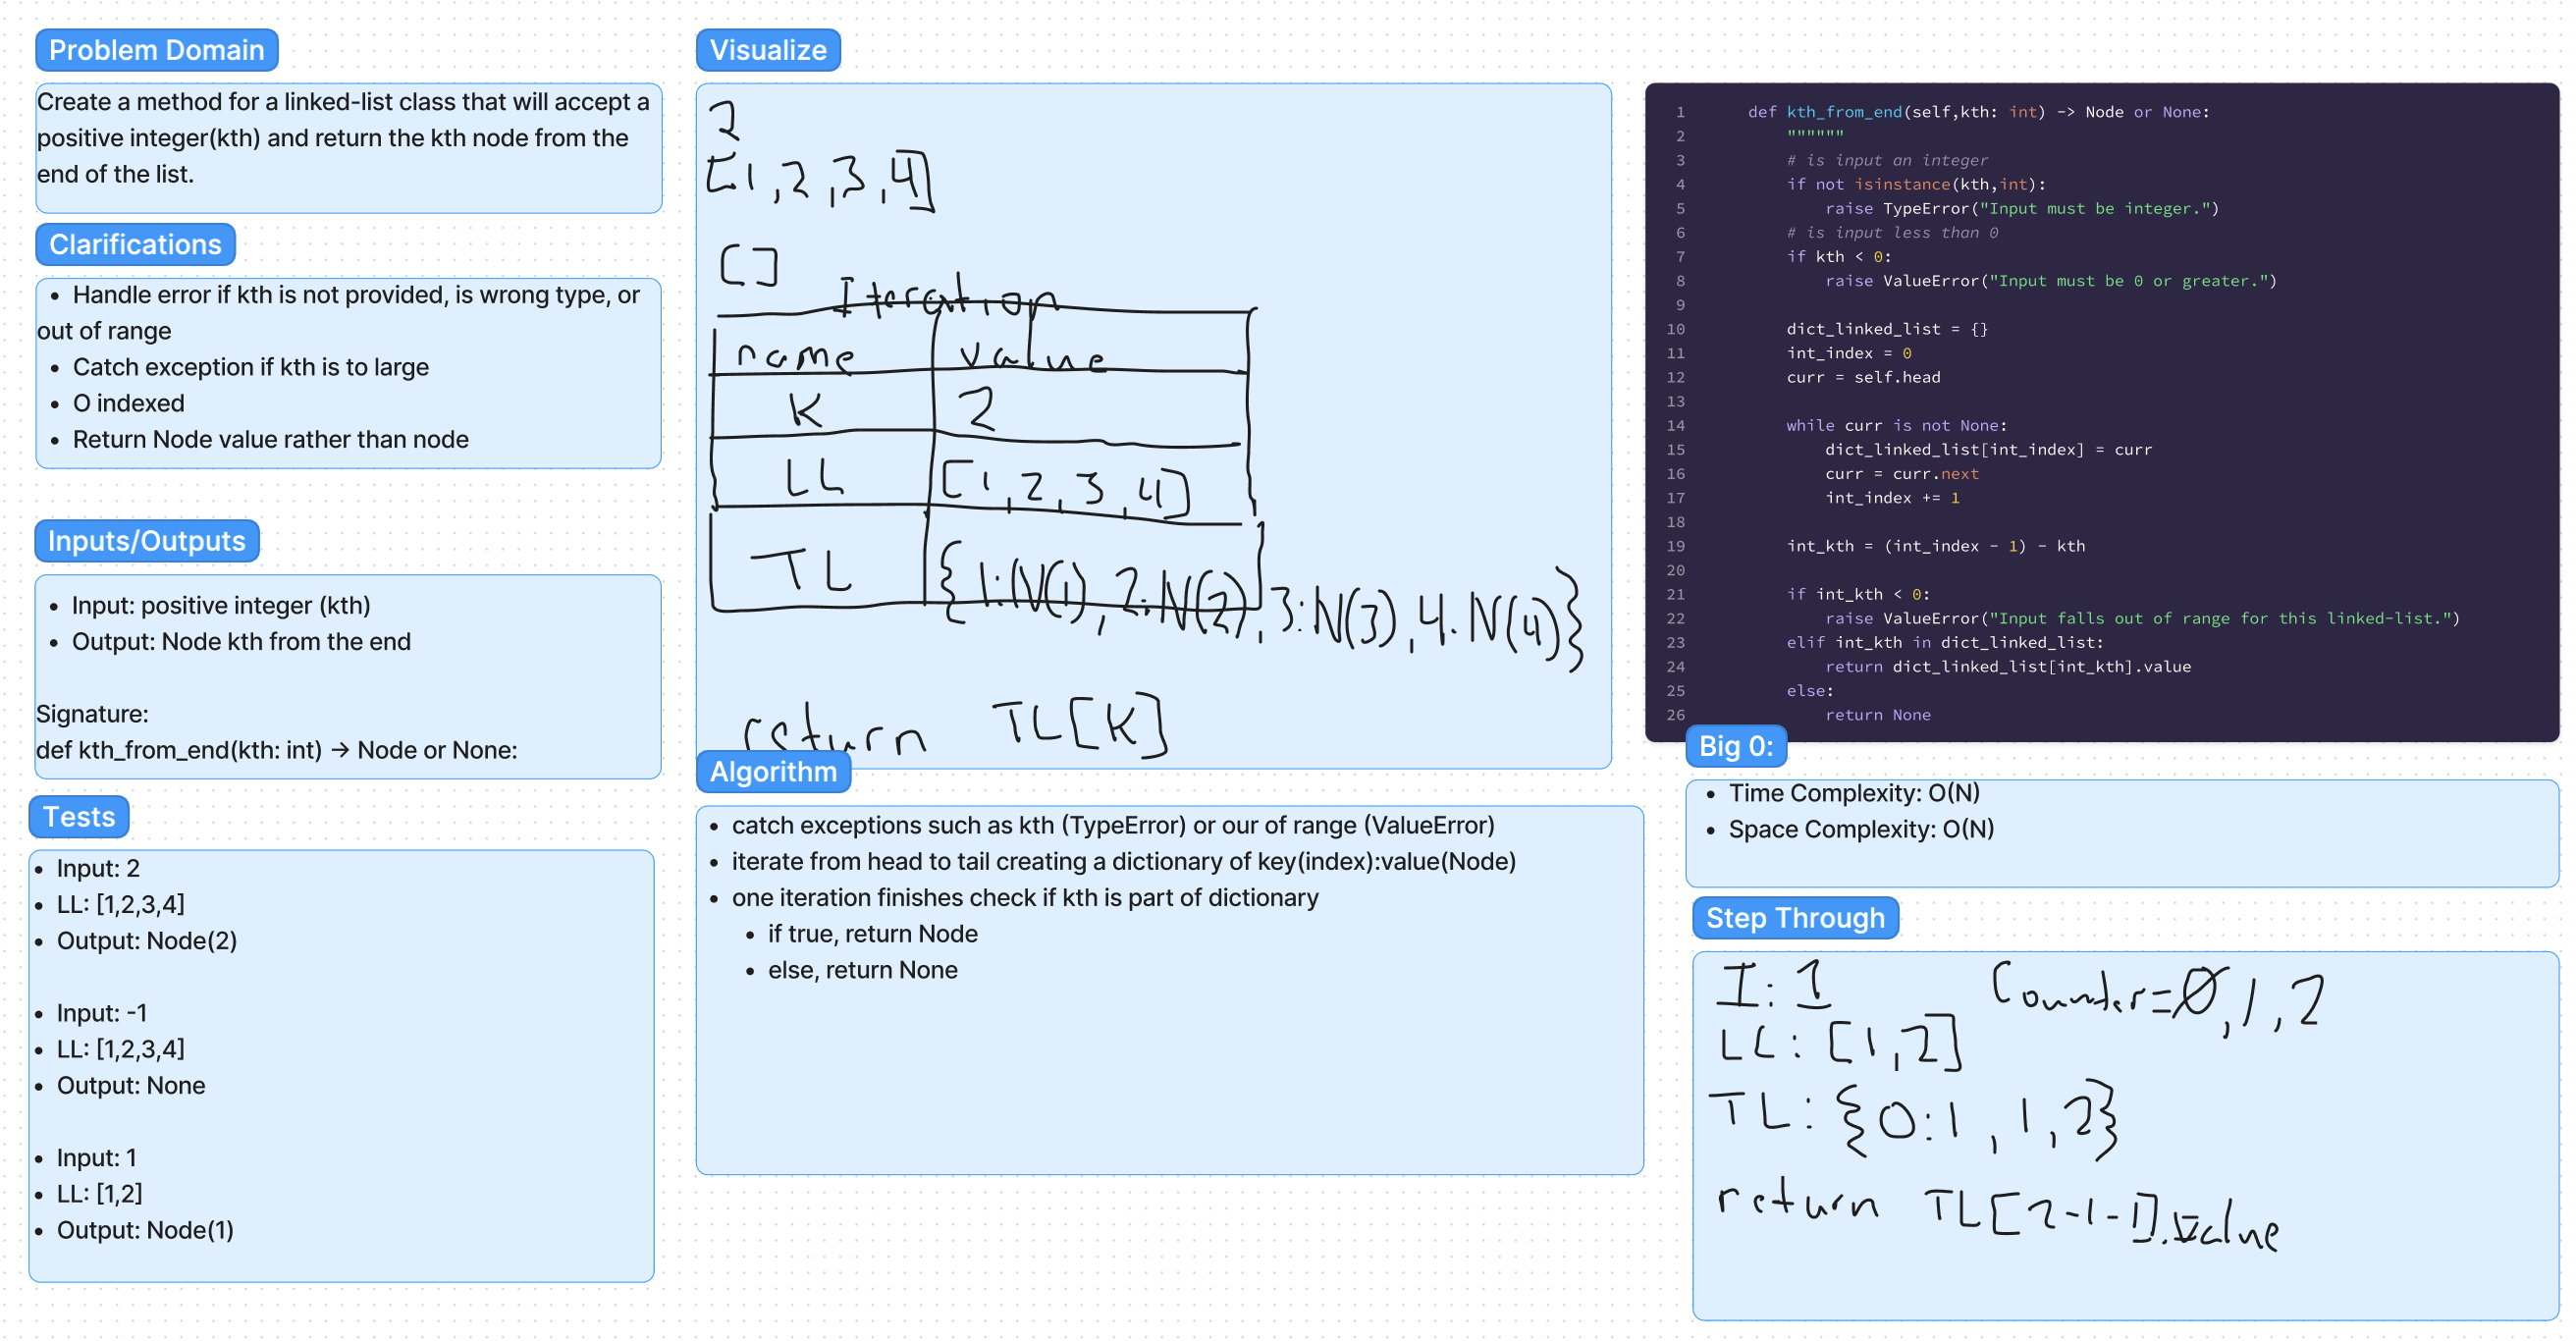 Problem Domain
Create a method for a linked-list class that will accept a
positive integer(kth) and return the kth node from the
end of the list.
Clarifications
• Handle error if kth is not provided, is wrong type, or
out of range
• Catch exception if kth is to large
• O indexed
• Return Node value rather than node
Inputs/Outputs
• Input: positive integer (kth)
• Output: Node kth from the end
Signature:
def kth_from_end(kth: int) → Node or None:
Tests
• Input: 2
• LL: [1,2,3,4]
• Output: Node(2)
• Input: -1
• LL: [1,2,3,4]
• Output: None
• Input: 1
• LL: [1,2]
• Output: Node(1)
Visualize
2
[1,2,3,4]
[]
Iteration
name value
K 2
LL [1,2,3,4]
TL {1:N(1),2:N(2),3:N(3),4.N(4)}
return TL[K]
Algorithm
• catch exceptions such as kth (TypeError) or our of range (ValueError)
• iterate from head to tail creating a dictionary of key(index):value(Node)
• one iteration finishes check if kth is part of dictionary
• if true, return Node
• else, return None
1 def kth_from_end(self,kth: int) -> Node or None:
2 """"""
3 # is input an integer
4 if not isinstance(kth,int):
5 raise TypeError("Input must be integer.")
6 # is input less than 0
7 if kth < 0:
8 raise ValueError("Input must be 0 or greater.")
9
10 dict_linked_list = {}
11 int_index = 0
12 curr = self.head
13
14 while curr is not None:
15 dict_linked_list[int_index] = curr
16 curr = curr.next
17 int_index += 1
18
19 int_kth = (int_index - 1) - kth
20
21 if int_kth < 0:
22 raise ValueError("Input falls out of range for this linked-list.")
23 elif int_kth in dict_linked_list:
24 return dict_linked_list[int_kth].value
25 else:
26 return None
Big 0:
• Time Complexity: O(N)
• Space Complexity: O(N)
Step Through
I: 1 Counter=0,1,2
LL: [1,2]
TL: {0:1,1,2}
return TL[2-1-1].value